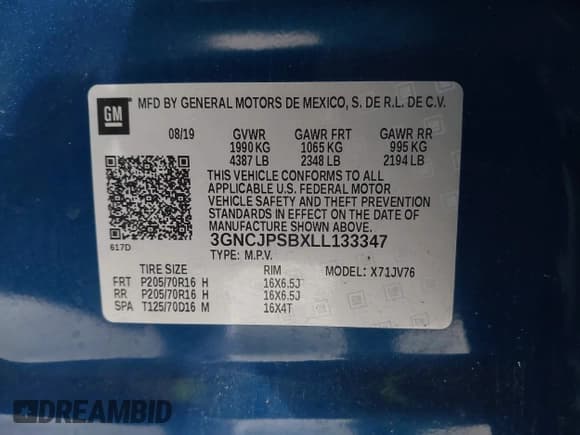 GM
MFD BY GENERAL MOTORS DE MEXICO, S. DE R.L. DE C.V.
08/19 GVWR GAWR FRT GAWR RR
1990 KG 1065 KG 995 KG
4387 LB 2348 LB 2194 LB
THIS VEHICLE CONFORMS TO ALL
APPLICABLE U.S. FEDERAL MOTOR
VEHICLE SAFETY AND THEFT PREVENTION
STANDARDS IN EFFECT ON THE DATE OF
MANUFACTURE SHOWN ABOVE.
617D
3GNCJPSBXLL133347
TYPE: M.P.V.
TIRE SIZE RIM MODEL: X71JV76
FRT P205/70R16 H 16X6.5J
RR P205/70R16 H 16X6.5J
SPA T125/70D16 M 16X4T
DREAMBID